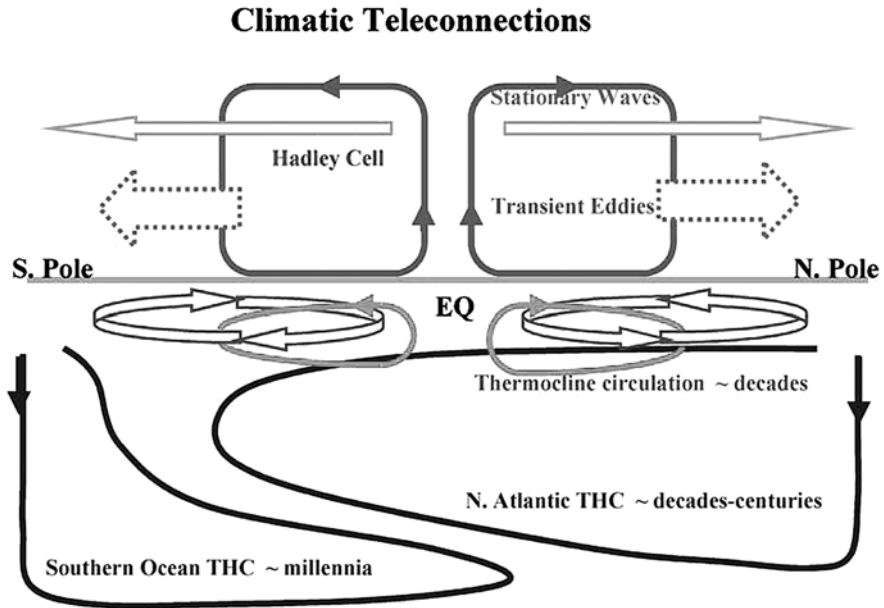 Climatic Teleconnections
Stationary Waves
Hadley Cell
Transient Eddies
S. Pole
N. Pole
EQ
Thermocline circulation ~ decades
N. Atlantic THC ~ decades-centuries
Southern Ocean THC ~ millennia